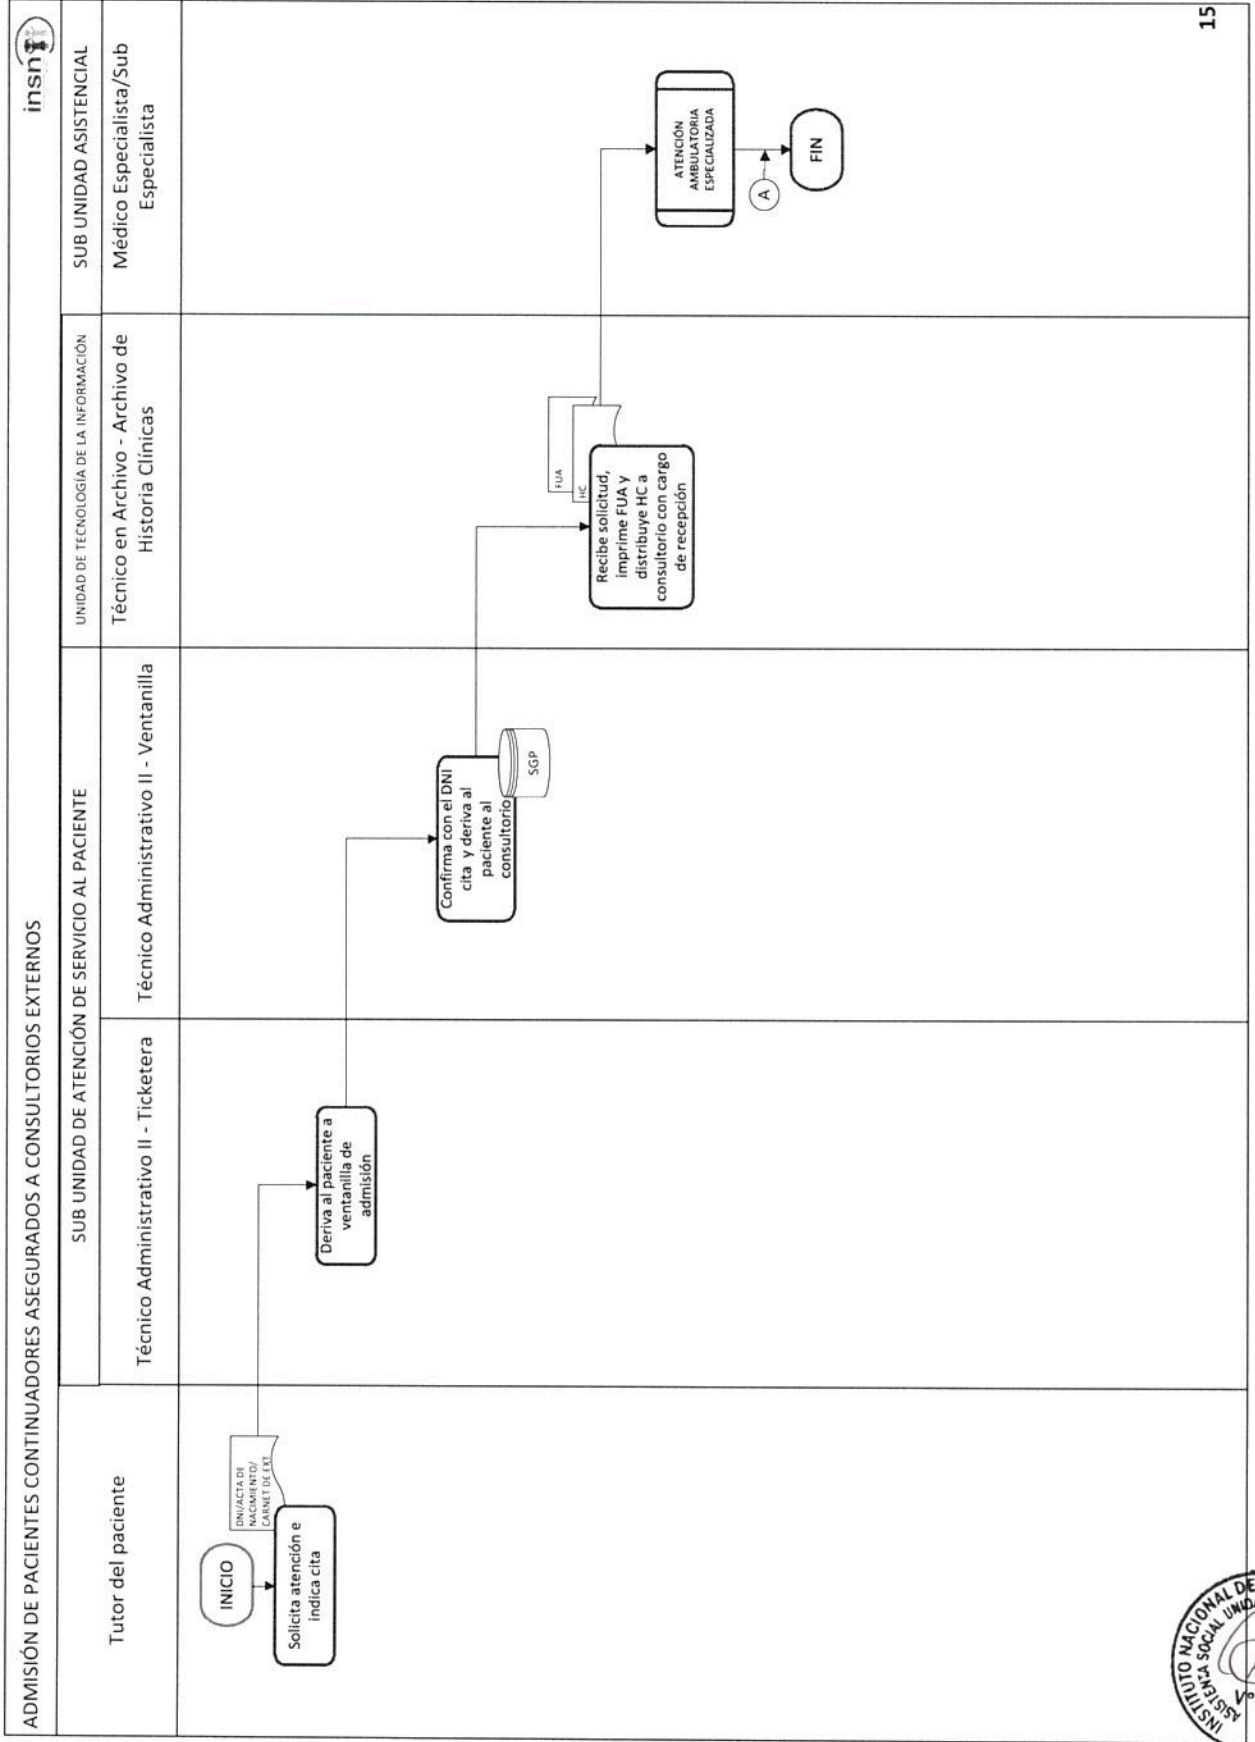 ADMISIÓN DE PACIENTES CONTINUADORES ASEGURADOS A CONSULTORIOS EXTERNOS
insn
SUB UNIDAD DE ATENCIÓN DE SERVICIO AL PACIENTE
UNIDAD DE TECNOLOGÍA DE LA INFORMACIÓN
SUB UNIDAD ASISTENCIAL
Tutor del paciente
Técnico Administrativo II - Ticketera
Técnico Administrativo II - Ventanilla
Técnico en Archivo - Archivo de
Historia Clínicas
Médico Especialista/Sub
Especialista
INICIO
DNI/ACTA DE
NACIMIENTO/
CARNET DE EXT.
Solicita atención e
indica cita
Deriva al paciente a
ventanilla de
admisión
Confirma con el DNI
cita y deriva al
paciente al
consultorio
SGP
FUA
HC
Recibe solicitud,
imprime FUA y
distribuye HC a
consultorio con cargo
de recepción
ATENCIÓN
AMBULATORIA
ESPECIALIZADA
A
FIN
INSTITUTO NACIONAL DE
ASISTENTA SOCIAL UNID
V°
15